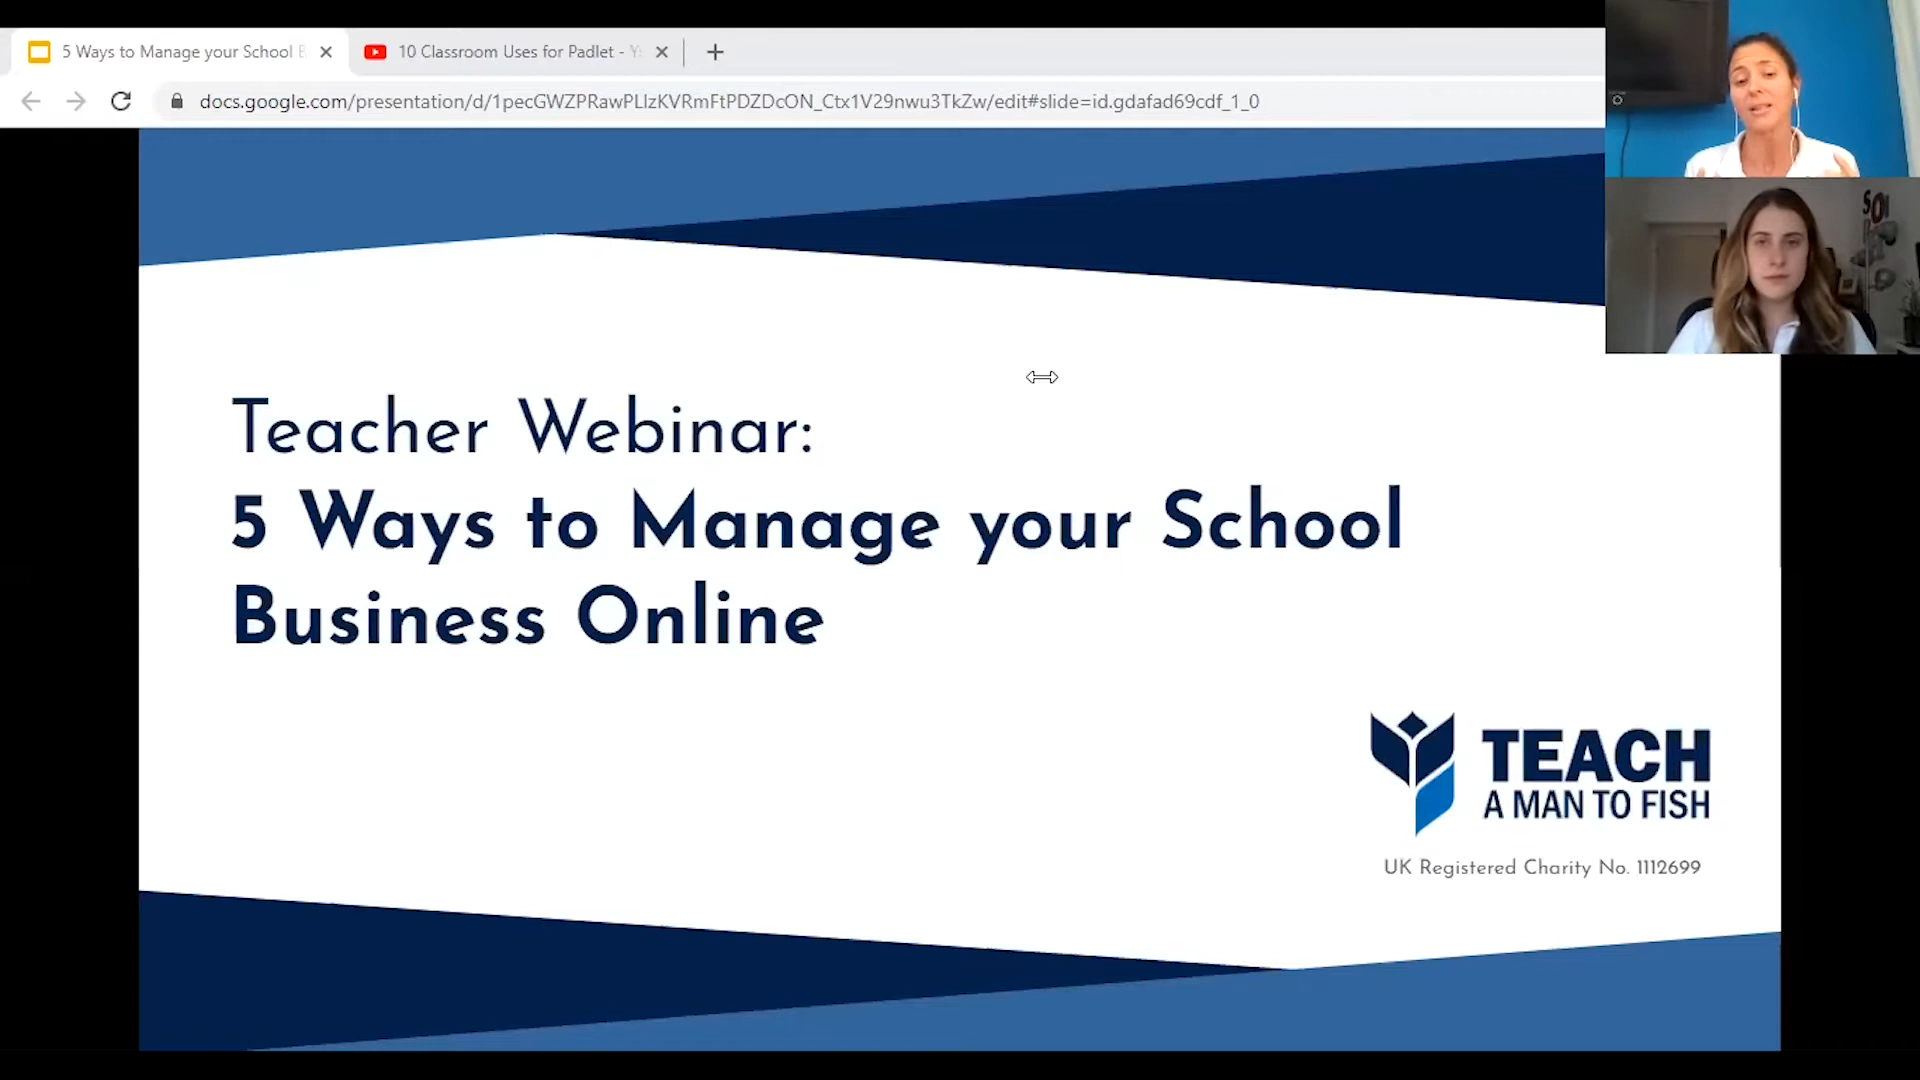 5 Ways to Manage your School
10 Classroom Uses for Padlet -
docs.google.com/presentation/d/1pecGWZPRawPLIzKVRmFtPDZDcON_Ctx1V29nwu3TkZw/edit#slide=id.gdafad69cdf_1_0
Teacher Webinar:
5 Ways to Manage your School
Business Online
TEACH
A MAN TO FISH
UK Registered Charity No. 1112699